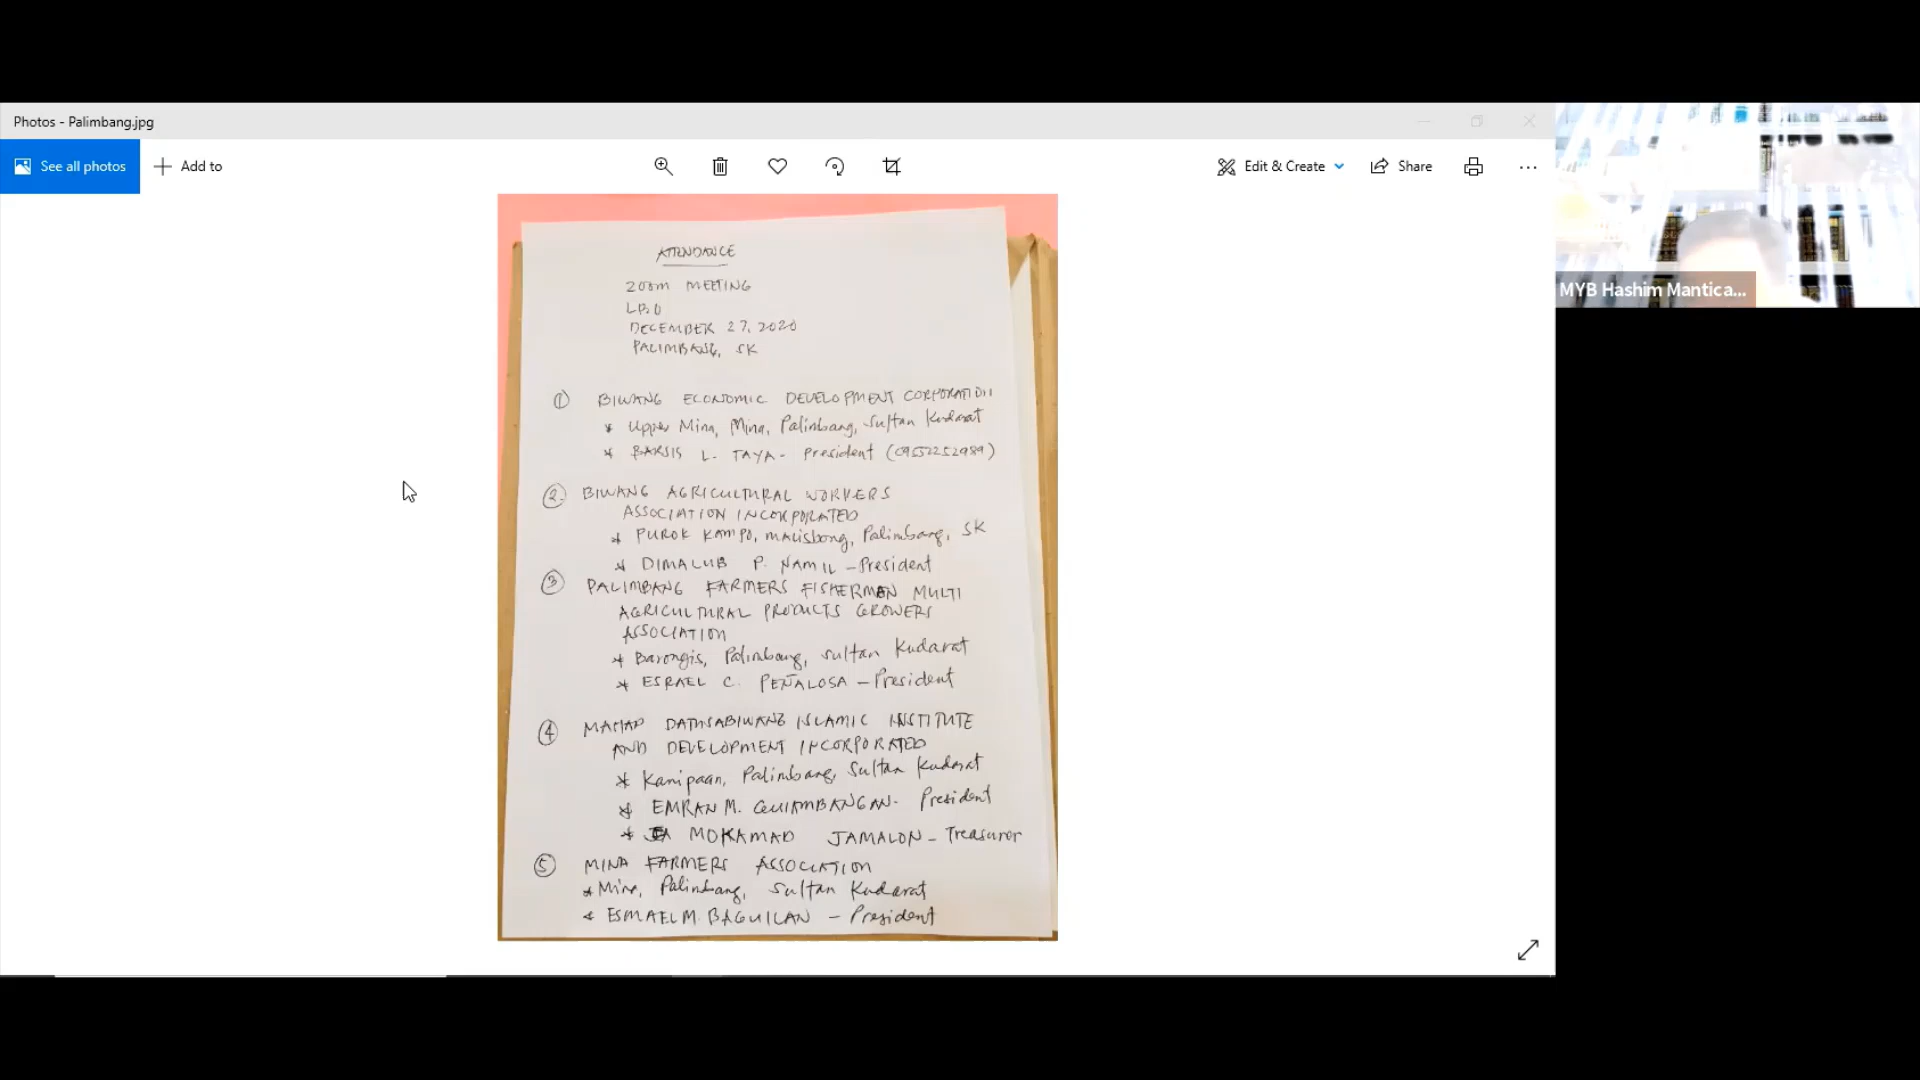 Photos - Palimbang.jpg
See all photos
Add to
Edit & Create
Share
MYB Hashim Mantica...
ATTENDANCE
ZOOM MEETING
LBO
DECEMBER 27, 2020
PALIMBANG, SK
① BIWANG ECONOMIC DEVELOPMENT CORPORATION
* Upper Mina, Mina, Palimbang, Sultan Kudarat
* BARSIS L. TAYA - President (09552252989)
② BIWANG AGRICULTURAL WORKERS
ASSOCIATION INCORPORATED
* PUROK KAMPO, Malisbong, Palimbang, SK
* DIMALUB P. NAMIL - President
③ PALIMBANG FARMERS FISHERMEN MULTI
AGRICULTURAL PRODUCTS GROWERS
ASSOCIATION
* Barongis, Palimbang, Sultan Kudarat
* ESRAEL C. PEÑALOSA - President
④ MAHAD DATUSABIWANG ISLAMIC INSTITUTE
AND DEVELOPMENT INCORPORATED
* Kanipaan, Palimbang, Sultan Kudarat
* EMRAN M. GUIAMBANGAN - President
* MOKAMAD JAMALON - Treasurer
⑤ MINA FARMERS ASSOCIATION
* Mina, Palimbang, Sultan Kudarat
* ESMAEL M. BAGUILAN - President